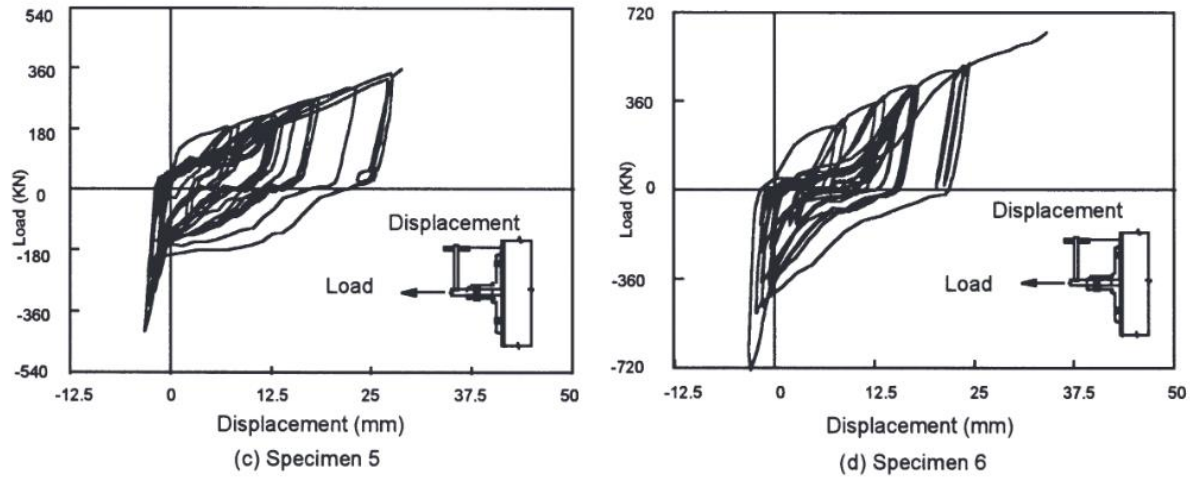 540
360
180
0
-180
-360
-540
Load (KN)
Displacement
Load
-12.5 0 12.5 25 37.5 50
Displacement (mm)
(c) Specimen 5
720
360
0
-360
-720
Load (KN)
Displacement
Load
-12.5 0 12.5 25 37.5 50
Displacement (mm)
(d) Specimen 6